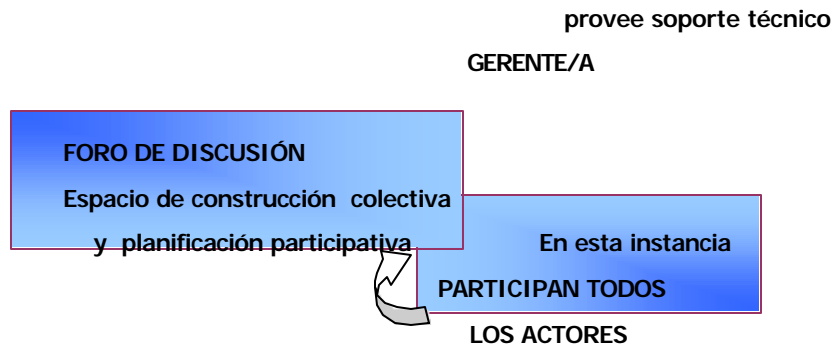 provee soporte técnico
GERENTE/A
FORO DE DISCUSIÓN
Espacio de construcción colectiva
y planificación participativa
En esta instancia
PARTICIPAN TODOS
LOS ACTORES